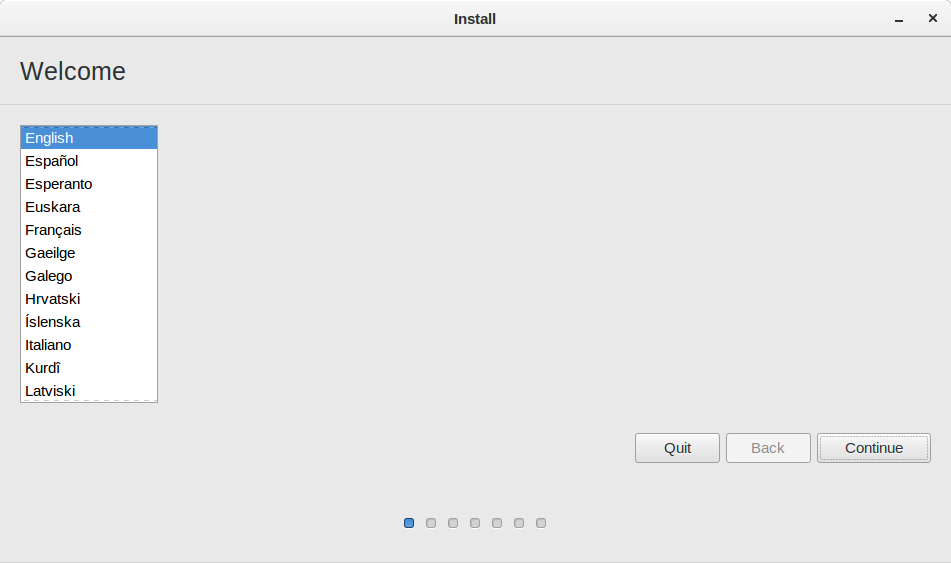 Install
Welcome
English
Español
Esperanto
Euskara
Français
Gaeilge
Galego
Hrvatski
Íslenska
Italiano
Kurdî
Latviski
Quit Back Continue